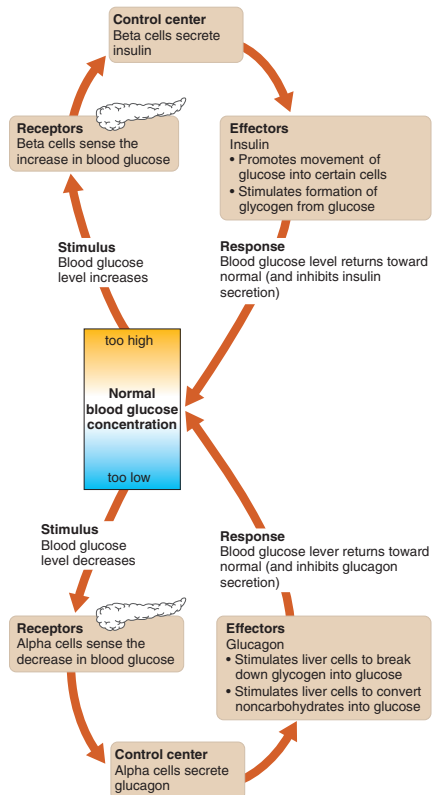 Control center
Beta cells secrete
insulin
Receptors
Beta cells sense the
increase in blood glucose
Effectors
Insulin
• Promotes movement of
glucose into certain cells
• Stimulates formation of
glycogen from glucose
Stimulus
Blood glucose
level increases
Response
Blood glucose level returns toward
normal (and inhibits insulin
secretion)
too high
Normal
blood glucose
concentration
too low
Stimulus
Blood glucose
level decreases
Response
Blood glucose lever returns toward
normal (and inhibits glucagon
secretion)
Receptors
Alpha cells sense the
decrease in blood glucose
Effectors
Glucagon
• Stimulates liver cells to break
down glycogen into glucose
• Stimulates liver cells to convert
noncarbohydrates into glucose
Control center
Alpha cells secrete
glucagon